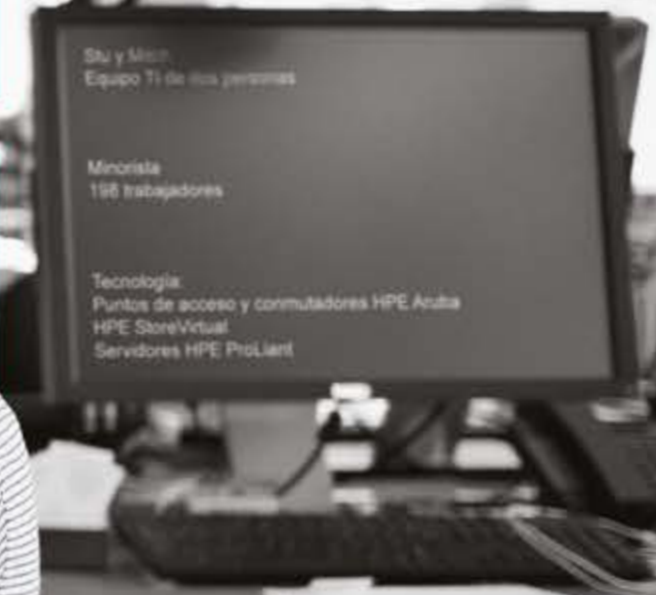 Stu y Mitch
Equipo TI de dos personas
Minorista
198 trabajadores
Tecnología:
Puntos de acceso y conmutadores HPE Aruba
HPE StoreVirtual
Servidores HPE ProLiant